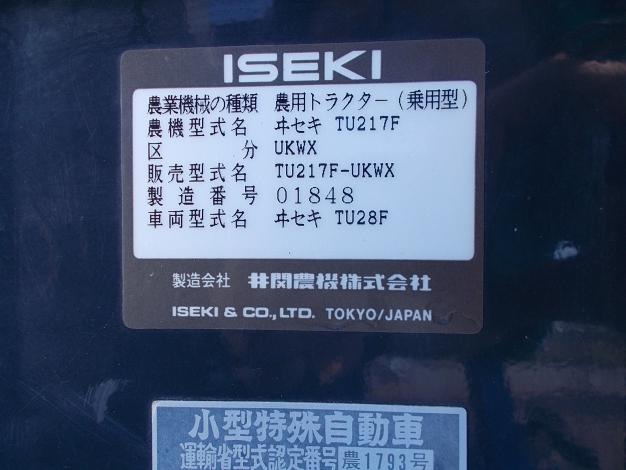 ISEKI
農業機械の種類 農用トラクター(乗用型)
農機型式名 ヰセキ TU217F
区分 UKWX
販売型式名 TU217F-UKWX
製造番号 01848
車両型式名 ヰセキ TU28F
製造会社 井関農機株式会社
ISEKI & CO., LTD. TOKYO/JAPAN
小型特殊自動車
運輸省型式認定番号 農1793号